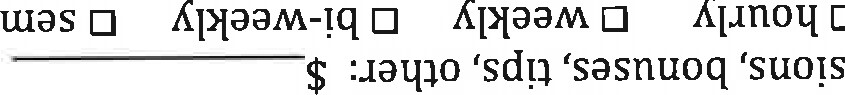 sions, bonuses, tips, other: $
☐ hourly ☐ weekly ☐ bi-weekly ☐ sem